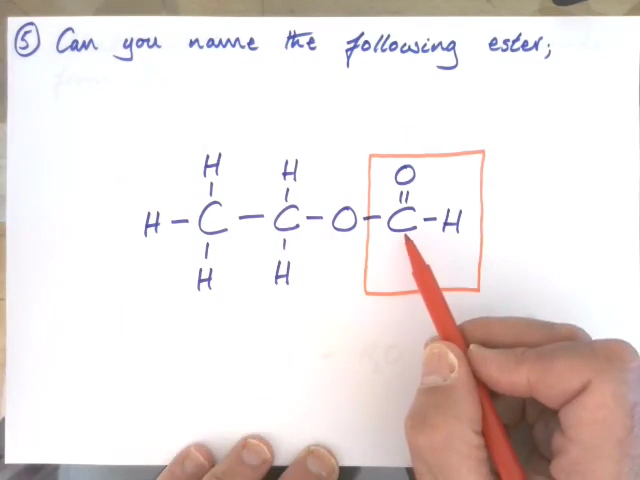 ⑤ Can you name the following ester;
H H O
H - C - C - O - C - H
H H